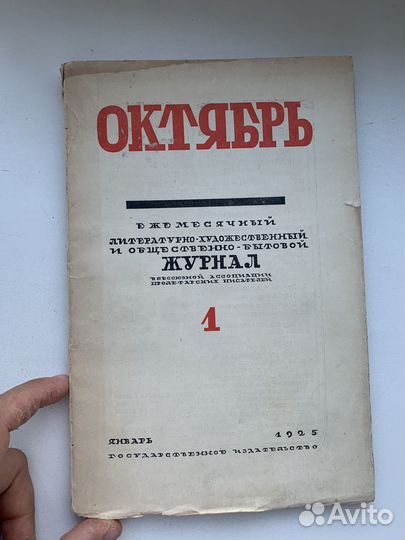 ОКТЯБРЬ
ЕЖЕМЕСЯЧНЫЙ
ЛИТЕРАТУРНО-ХУДОЖЕСТВЕННЫЙ
И ОБЩЕСТВЕННО-БЫТОВОЙ
ЖУРНАЛ
ВСЕСОЮЗНОЙ АССОЦИАЦИИ
ПРОЛЕТАРСКИХ ПИСАТЕЛЕЙ
1
ЯНВАРЬ 1925
ГОСУДАРСТВЕННОЕ ИЗДАТЕЛЬСТВО
Avito